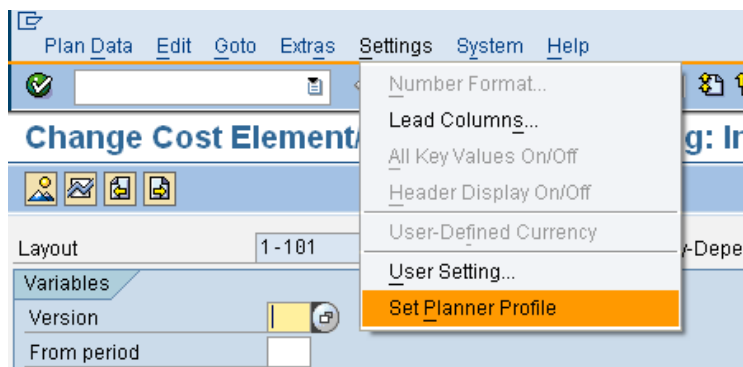 Plan Data Edit Goto Extras Settings System Help
Number Format...
Lead Columns...
Change Cost Element/ g: In
All Key Values On/Off
Header Display On/Off
User-Defined Currency
Layout 1-101 y-Depe
Variables
User Setting...
Version
Set Planner Profile
From period